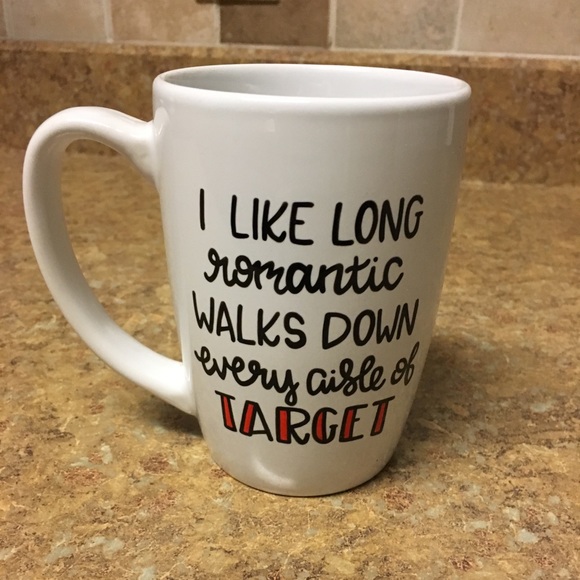 I LIKE LONG
romantic
WALKS DOWN
every aisle of
TARGET